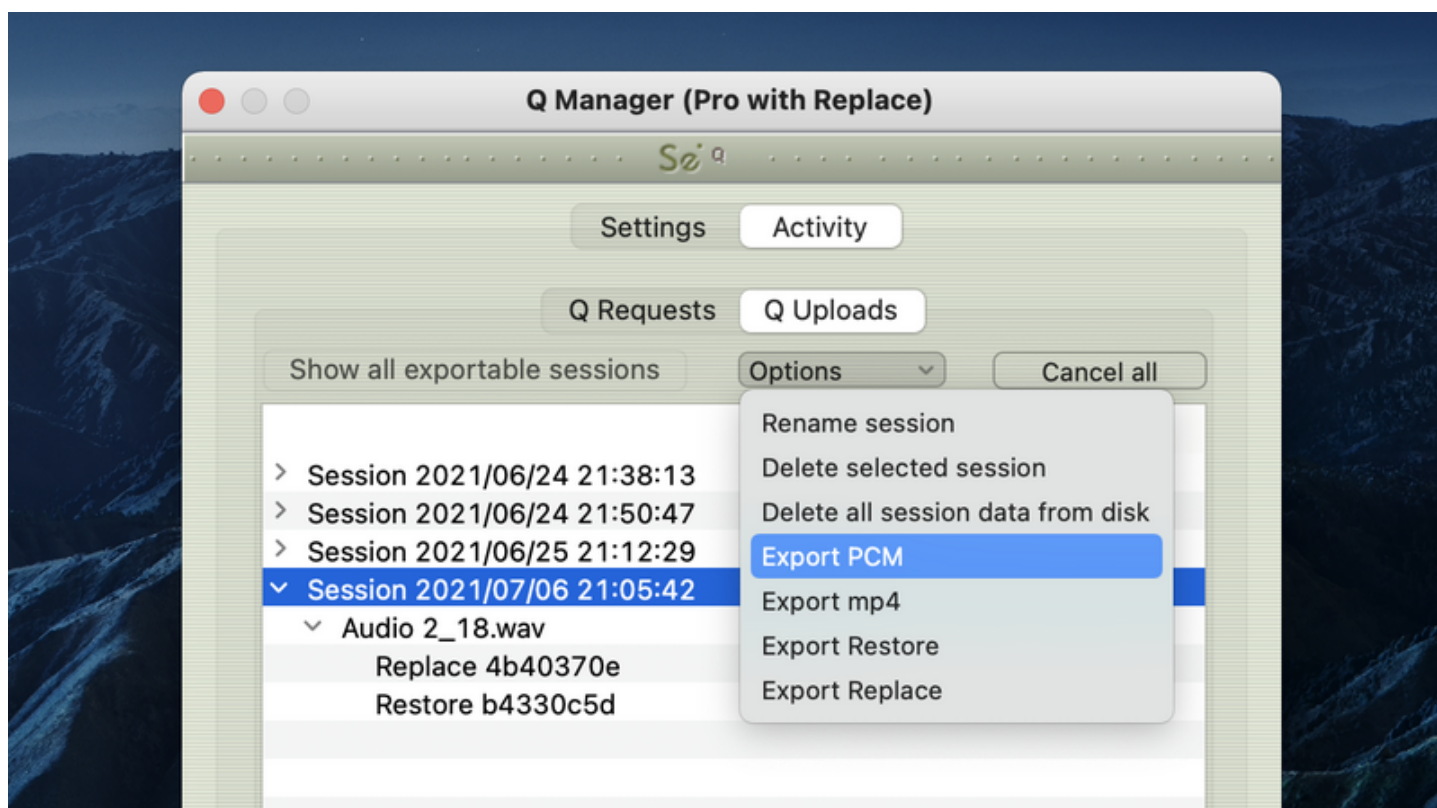 Q Manager (Pro with Replace)
Sei Q
Settings Activity
Q Requests Q Uploads
Show all exportable sessions Options Cancel all
Rename session
Session 2021/06/24 21:38:13 Delete selected session
Session 2021/06/24 21:50:47 Delete all session data from disk
Session 2021/06/25 21:12:29 Export PCM
Session 2021/07/06 21:05:42 Export mp4
Audio 2_18.wav Export Restore
Replace 4b40370e
Restore b4330c5d Export Replace